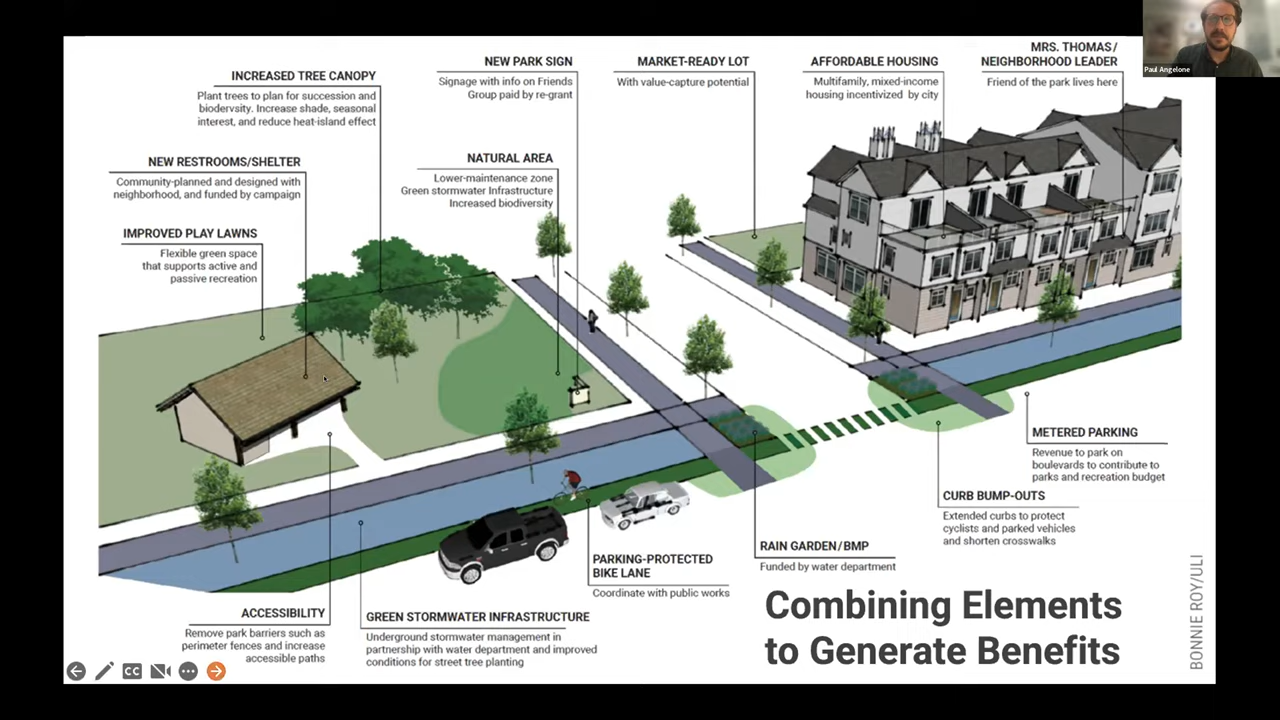 Paul Angelone
INCREASED TREE CANOPY
Plant trees to plan for succession and
biodervsity. Increase shade, seasonal
interest, and reduce heat-island effect
NEW PARK SIGN
Signage with info on Friends
Group paid by re-grant
MARKET-READY LOT
With value-capture potential
AFFORDABLE HOUSING
Multifamily, mixed-income
housing incentivized by city
MRS. THOMAS/
NEIGHBORHOOD LEADER
Friend of the park lives here
NEW RESTROOMS/SHELTER
Community-planned and designed with
neighborhood, and funded by campaign
NATURAL AREA
Lower-maintenance zone
Green stormwater Infrastructure
Increased biodiversity
IMPROVED PLAY LAWNS
Flexible green space
that supports active and
passive recreation
METERED PARKING
Revenue to park on
boulevards to contribute to
parks and recreation budget
CURB BUMP-OUTS
Extended curbs to protect
cyclists and parked vehicles
and shorten crosswalks
RAIN GARDEN/BMP
Funded by water department
PARKING-PROTECTED
BIKE LANE
Coordinate with public works
ACCESSIBILITY
Remove park barriers such as
perimeter fences and increase
accessible paths
GREEN STORMWATER INFRASTRUCTURE
Underground stormwater management in
partnership with water department and improved
conditions for street tree planting
Combining Elements
to Generate Benefits
BONNIE ROY/ULI
CC